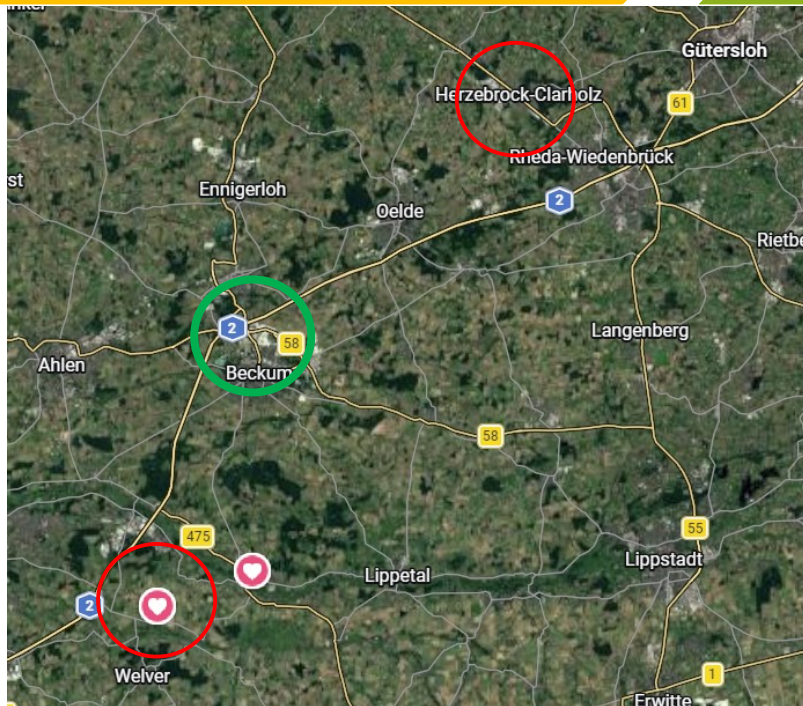 Gütersloh
Herzebrock-Clarholz
61
Rheda-Wiedenbrück
st
Ennigerloh
2
Oelde
Rietbe
2
58
Langenberg
Ahlen
Beckum
58
475
55
Lippetal
Lippstadt
2
Welver
1
Erwitte